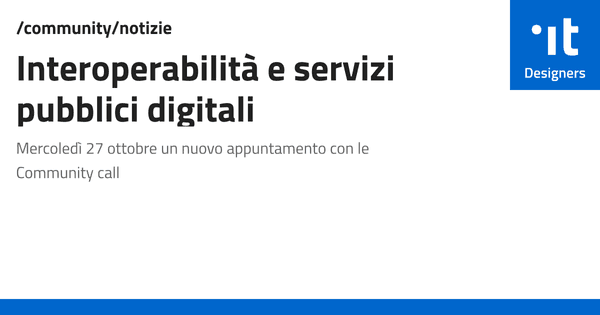 /community/notizie
Interoperabilità e servizi
pubblici digitali
Mercoledì 27 ottobre un nuovo appuntamento con le
Community call
.it
Designers